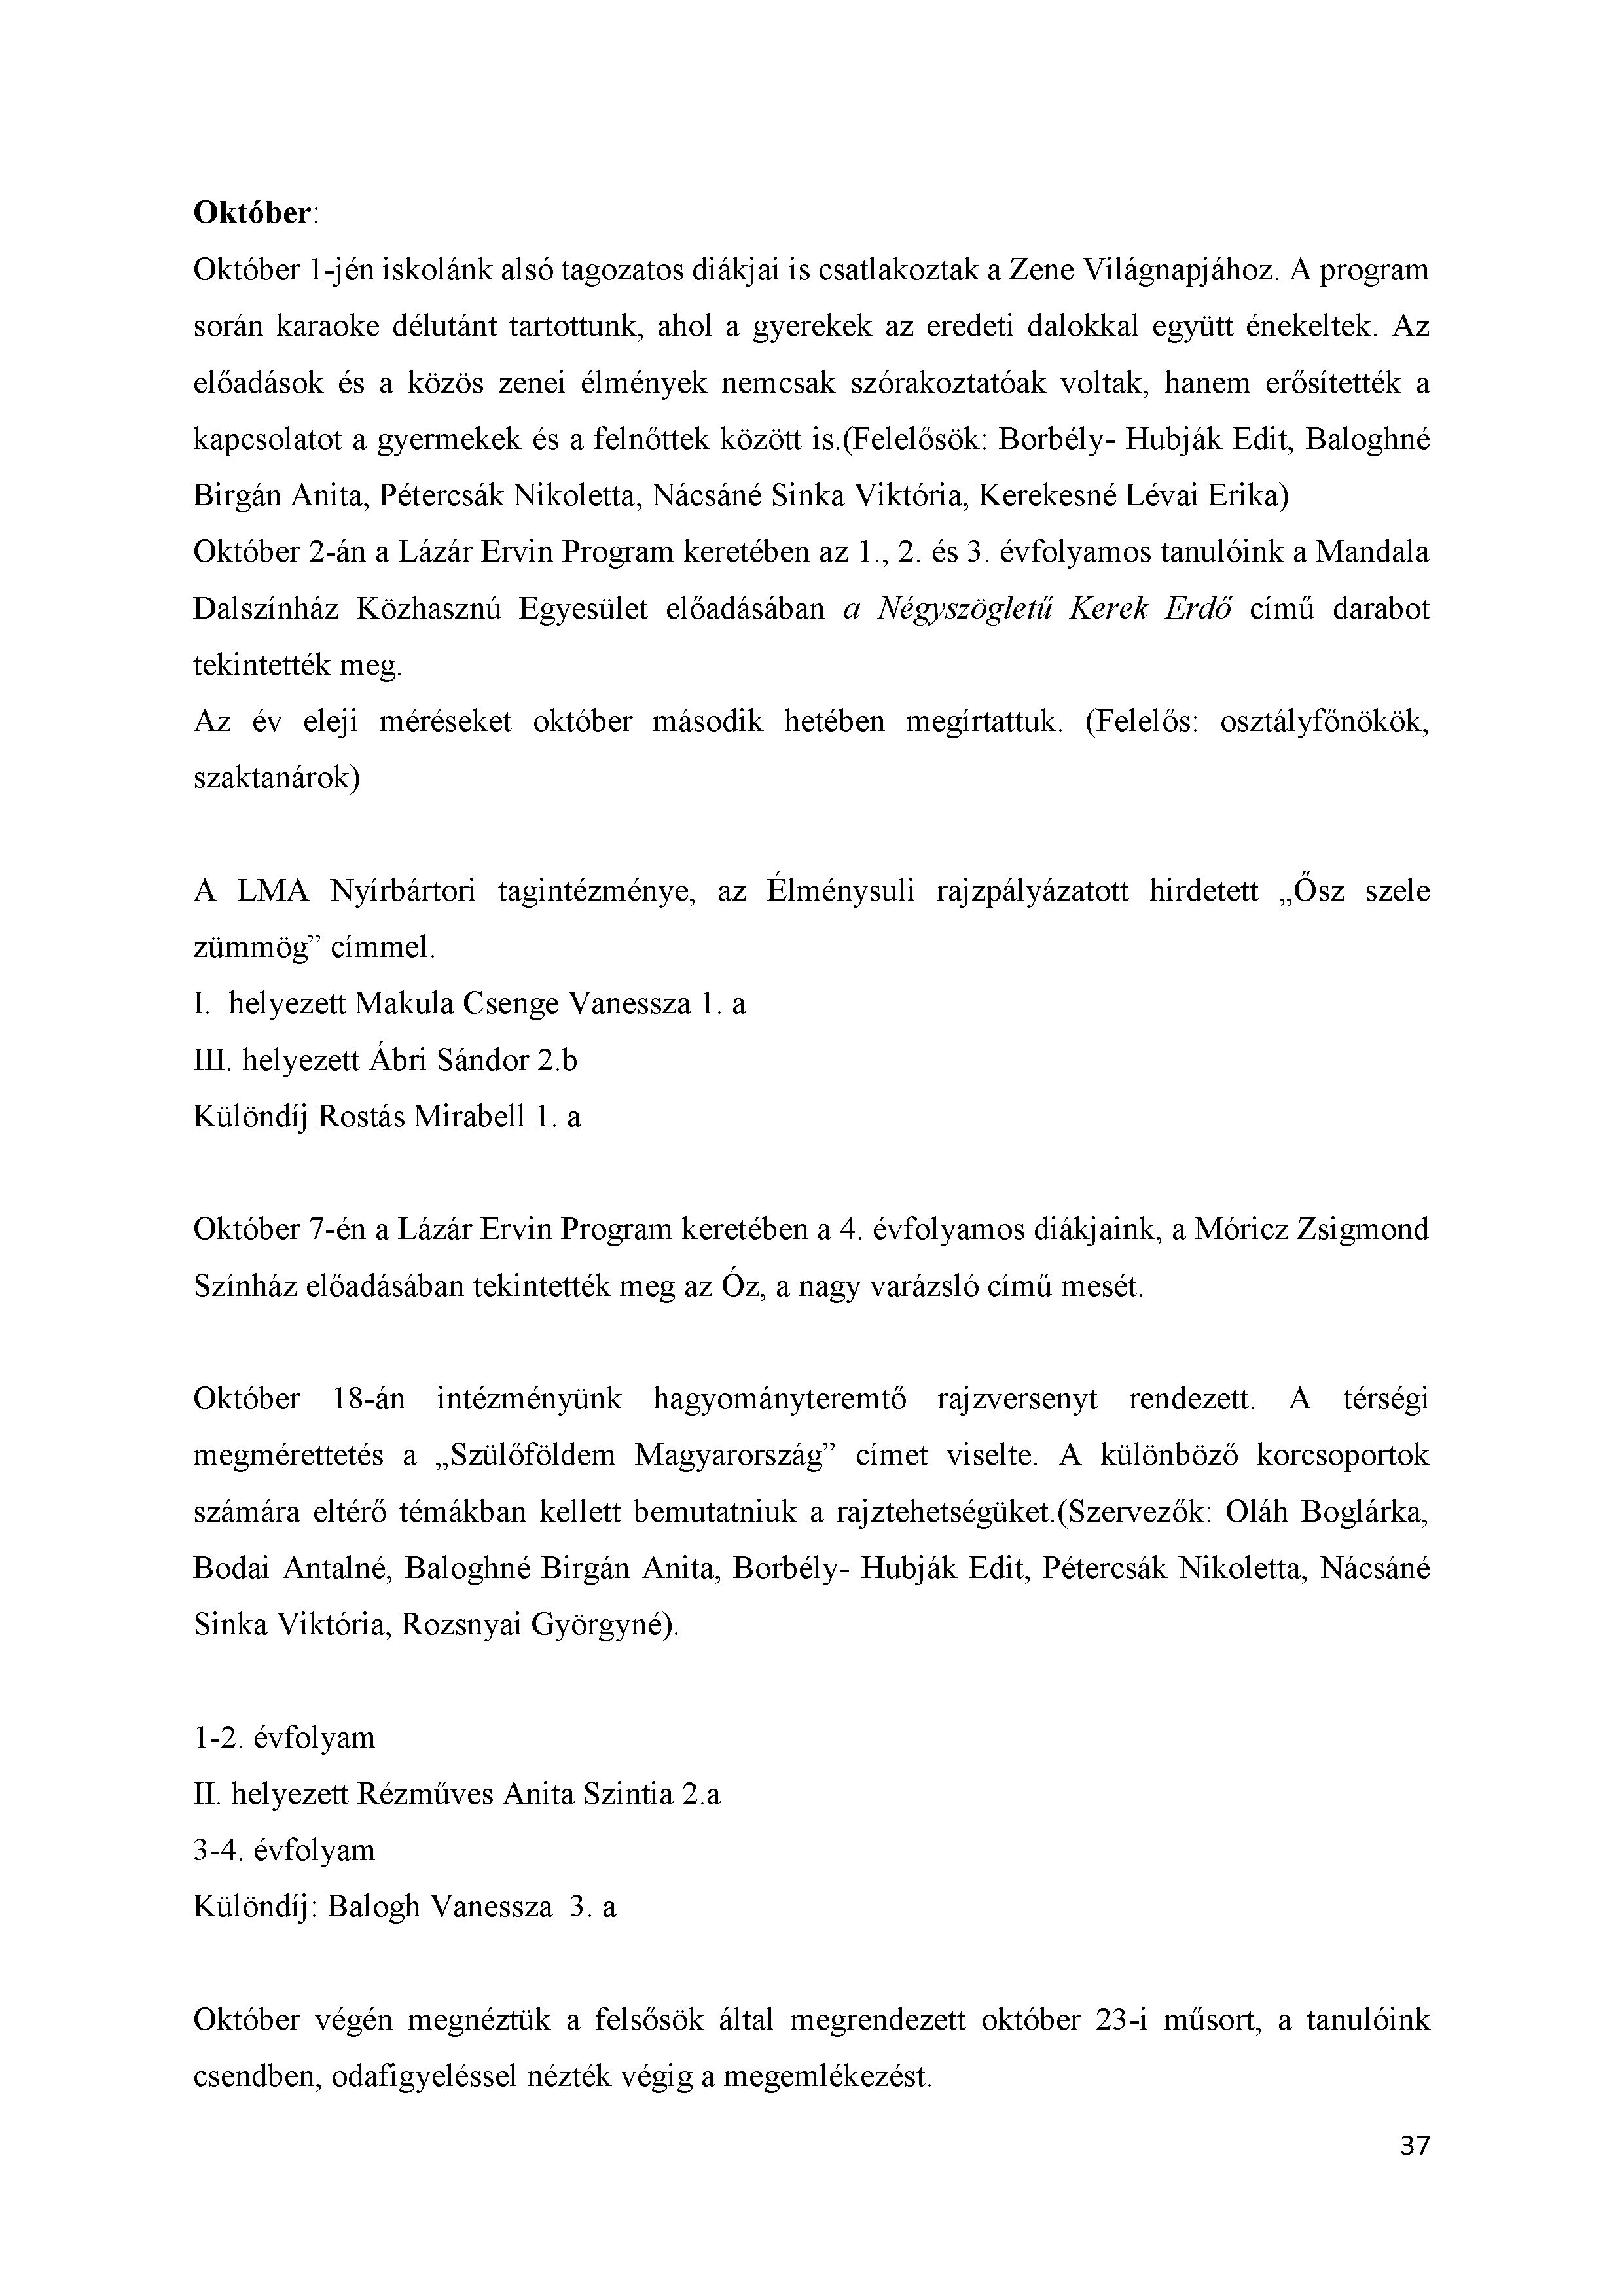 Október:
Október 1-jén iskolánk alsó tagozatos diákjai is csatlakoztak a Zene Világnapjához. A program
során karaoke délutánt tartottunk, ahol a gyerekek az eredeti dalokkal együtt énekeltek. Az
előadások és a közös zenei élmények nemcsak szórakoztatóak voltak, hanem erősítették a
kapcsolatot a gyermekek és a felnőttek között is.(Felelősök: Borbély- Hubják Edit, Baloghné
Birgán Anita, Pétercsák Nikoletta, Nácsáné Sinka Viktória, Kerekesné Lévai Erika)
Október 2-án a Lázár Ervin Program keretében az 1., 2. és 3. évfolyamos tanulóink a Mandala
Dalszínház Közhasznú Egyesület előadásában a Négyszögletű Kerek Erdő című darabot
tekintették meg.
Az év eleji méréseket október második hetében megírtattuk. (Felelős: osztályfőnökök,
szaktanárok)
A LMA Nyírbártori tagintézménye, az Élménysuli rajzpályázatott hirdetett „Ősz szele
zümmög” címmel.
I. helyezett Makula Csenge Vanessza 1. a
III. helyezett Ábri Sándor 2.b
Különdíj Rostás Mirabell 1. a
Október 7-én a Lázár Ervin Program keretében a 4. évfolyamos diákjaink, a Móricz Zsigmond
Színház előadásában tekintették meg az Óz, a nagy varázsló című mesét.
Október 18-án intézményünk hagyományteremtő rajzversenyt rendezett. A térségi
megmérettetés a „Szülőföldem Magyarország” címet viselte. A különböző korcsoportok
számára eltérő témákban kellett bemutatniuk a rajztehetségüket.(Szervezők: Oláh Boglárka,
Bodai Antalné, Baloghné Birgán Anita, Borbély- Hubják Edit, Pétercsák Nikoletta, Nácsáné
Sinka Viktória, Rozsnyai Györgyné).
1-2. évfolyam
II. helyezett Rézműves Anita Szintia 2.a
3-4. évfolyam
Különdíj: Balogh Vanessza 3. a
Október végén megnéztük a felsősök által megrendezett október 23-i műsort, a tanulóink
csendben, odafigyeléssel nézték végig a megemlékezést.
37